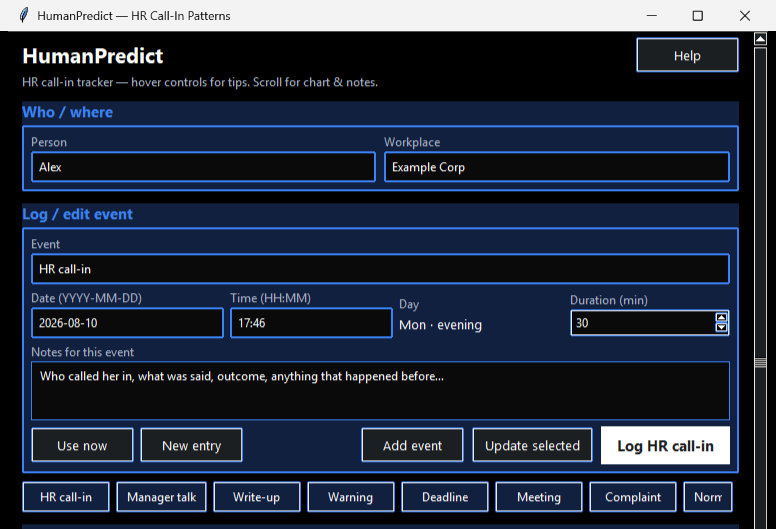 HumanPredict — HR Call-In Patterns
HumanPredict
Help
HR call-in tracker — hover controls for tips. Scroll for chart & notes.
Who / where
Person
Workplace
Alex
Example Corp
Log / edit event
Event
HR call-in
Date (YYYY-MM-DD)
Time (HH:MM)
Day
Duration (min)
2026-08-10
17:46
Mon · evening
30
Notes for this event
Who called her in, what was said, outcome, anything that happened before...
Use now
New entry
Add event
Update selected
Log HR call-in
HR call-in
Manager talk
Write-up
Warning
Deadline
Meeting
Complaint
Norm